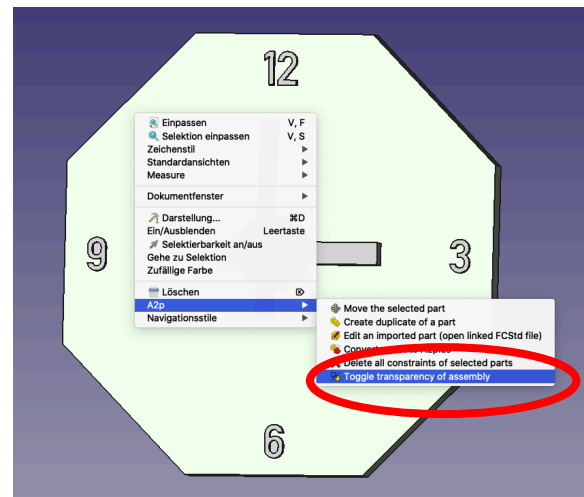 12
Einpassen V, F
Selektion einpassen V, S
Zeichenstil
Standardansichten
Measure
Dokumentfenster
Darstellung... ⌘D
Ein/Ausblenden Leertaste
Selektierbarkeit an/aus
Gehe zu Selektion
Zufällige Farbe
9
3
Löschen ⌦
A2p
Navigationsstile
Move the selected part
Create duplicate of a part
Edit an imported part (open linked FCStd file)
Delete all constraints of selected parts
Toggle transparency of assembly
6